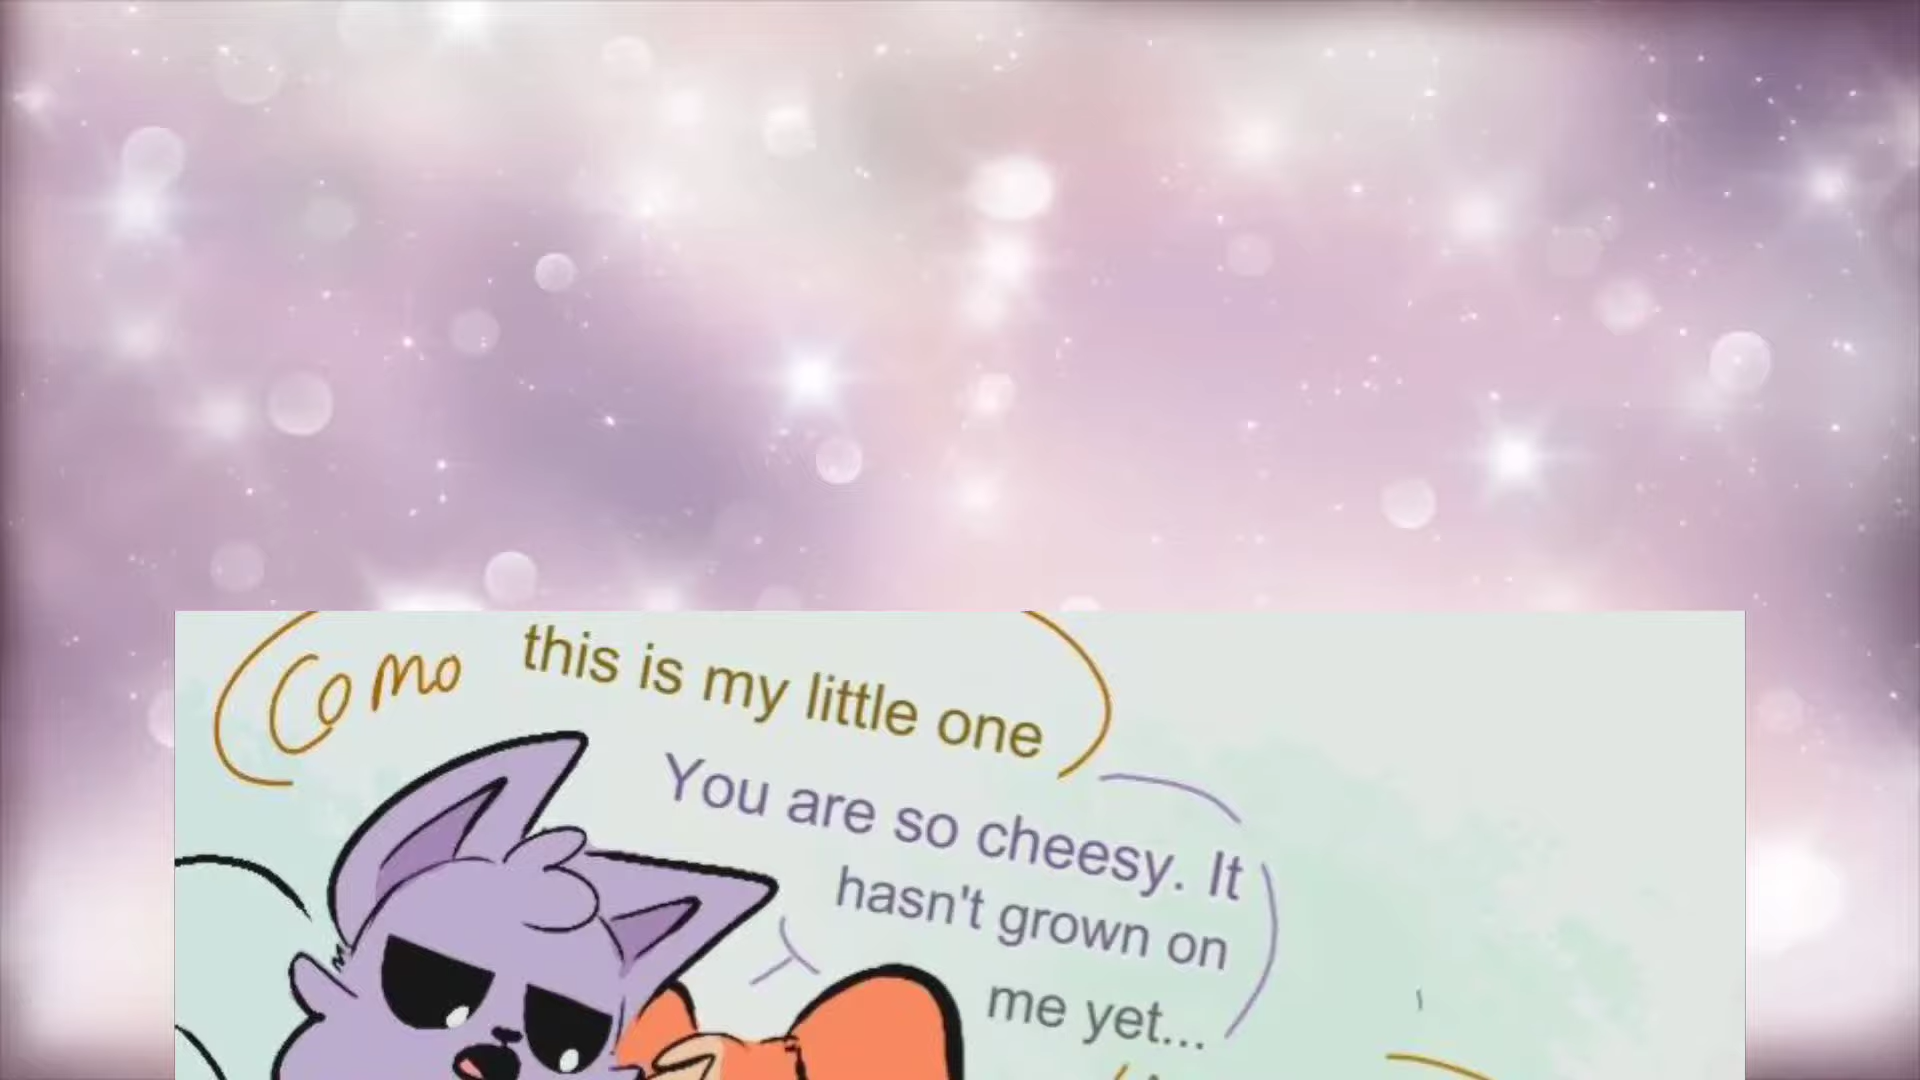 Como this is my little one
You are so cheesy. It
hasn't grown on
me yet...